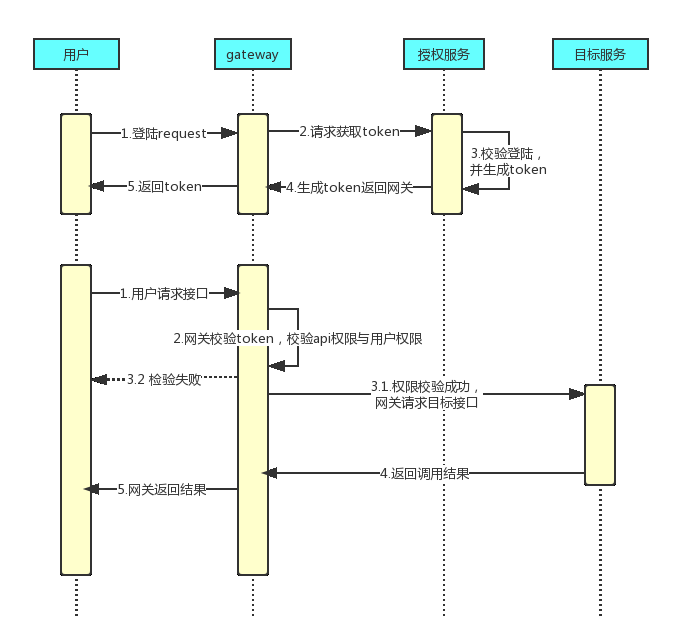 用户
gateway
授权服务
目标服务
1.登陆request
2.请求获取token
3.校验登陆，
并生成token
5.返回token
4.生成token返回网关
1.用户请求接口
2.网关校验token，校验api权限与用户权限
3.2 检验失败
3.1.权限校验成功，
网关请求目标接口
4.返回调用结果
5.网关返回结果